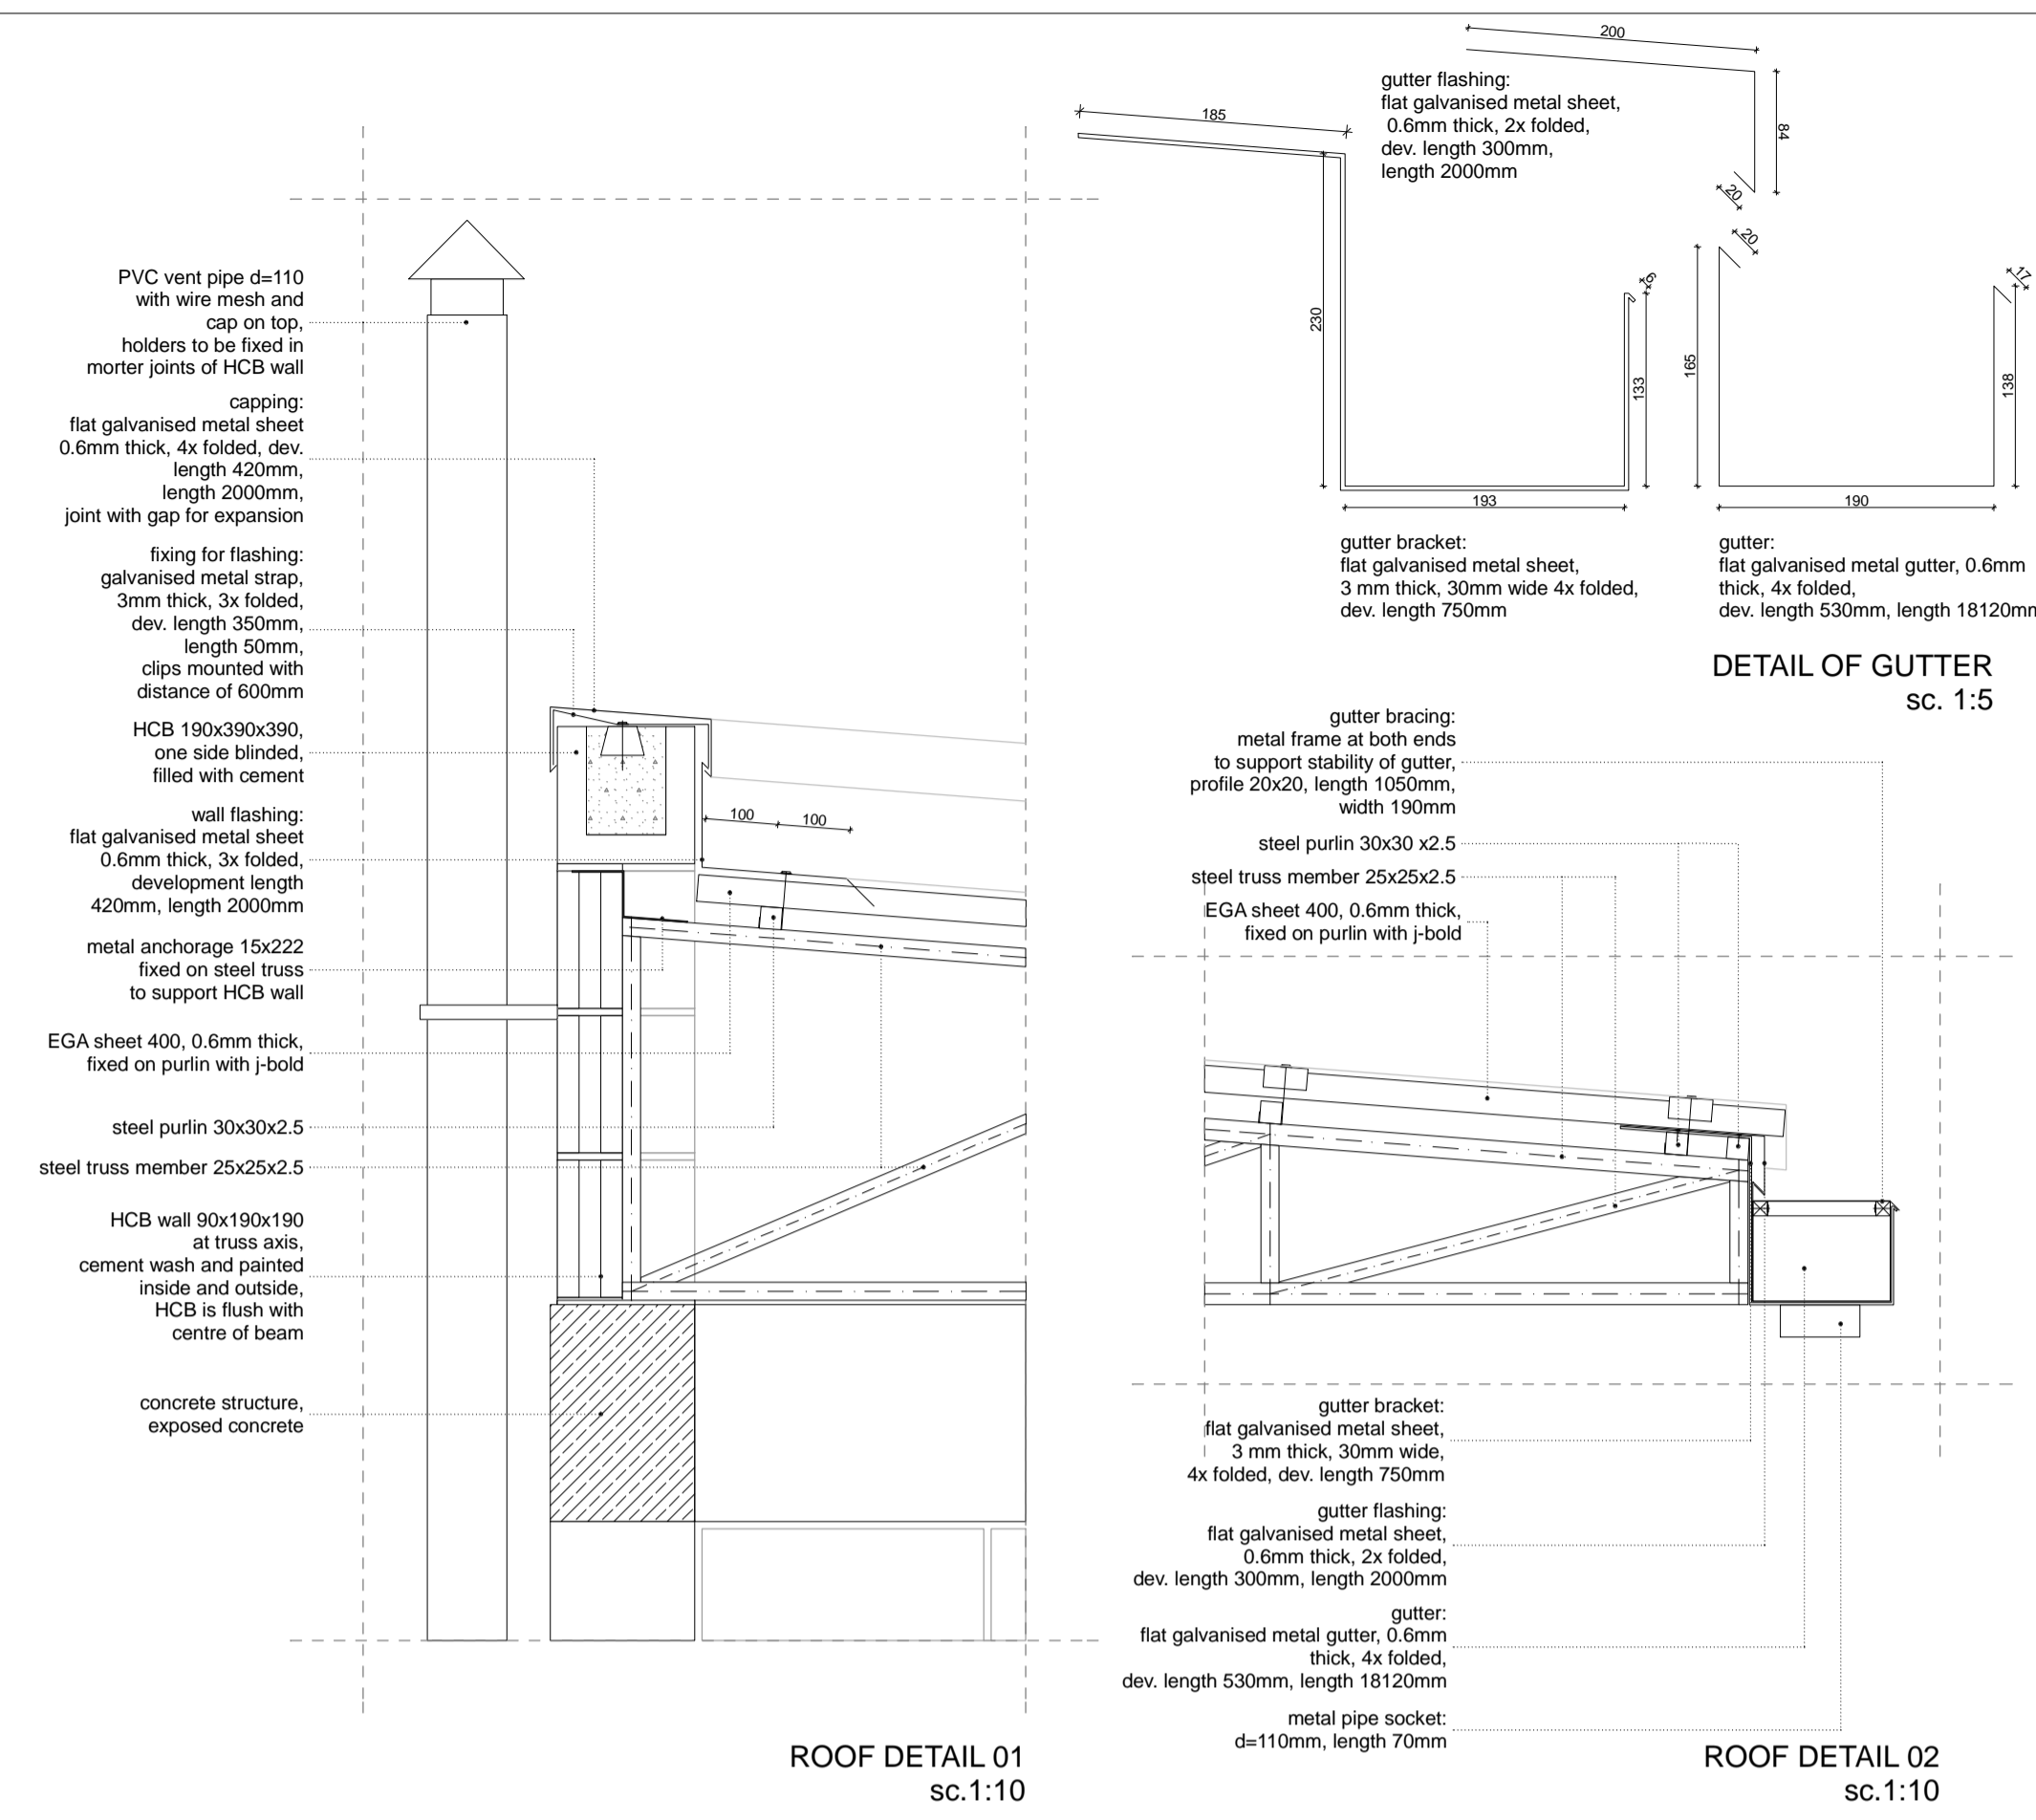 PVC vent pipe d=110
with wire mesh and
cap on top,
holders to be fixed in
morter joints of HCB wall
capping:
flat galvanised metal sheet
0.6mm thick, 4x folded, dev.
length 420mm,
length 2000mm,
joint with gap for expansion
fixing for flashing:
galvanised metal strap,
3mm thick, 3x folded,
dev. length 350mm,
length 50mm,
clips mounted with
distance of 600mm
HCB 190x390x390,
one side blinded,
filled with cement
wall flashing:
flat galvanised metal sheet
0.6mm thick, 3x folded,
development length
420mm, length 2000mm
metal anchorage 15x222
fixed on steel truss
to support HCB wall
EGA sheet 400, 0.6mm thick,
fixed on purlin with j-bold
steel purlin 30x30x2.5
steel truss member 25x25x2.5
HCB wall 90x190x190
at truss axis,
cement wash and painted
inside and outside,
HCB is flush with
centre of beam
concrete structure,
exposed concrete
100
100
ROOF DETAIL 01
sc.1:10
200
gutter flashing:
flat galvanised metal sheet,
0.6mm thick, 2x folded,
dev. length 300mm,
length 2000mm
84
20
185
230
193
133
6
20
165
190
138
17
gutter bracket:
flat galvanised metal sheet,
3 mm thick, 30mm wide 4x folded,
dev. length 750mm
gutter:
flat galvanised metal gutter, 0.6mm
thick, 4x folded,
dev. length 530mm, length 18120mm
DETAIL OF GUTTER
sc. 1:5
gutter bracing:
metal frame at both ends
to support stability of gutter,
profile 20x20, length 1050mm,
width 190mm
steel purlin 30x30 x2.5
steel truss member 25x25x2.5
EGA sheet 400, 0.6mm thick,
fixed on purlin with j-bold
gutter bracket:
flat galvanised metal sheet,
3 mm thick, 30mm wide,
4x folded, dev. length 750mm
gutter flashing:
flat galvanised metal sheet,
0.6mm thick, 2x folded,
dev. length 300mm, length 2000mm
gutter:
flat galvanised metal gutter, 0.6mm
thick, 4x folded,
dev. length 530mm, length 18120mm
metal pipe socket:
d=110mm, length 70mm
ROOF DETAIL 02
sc.1:10